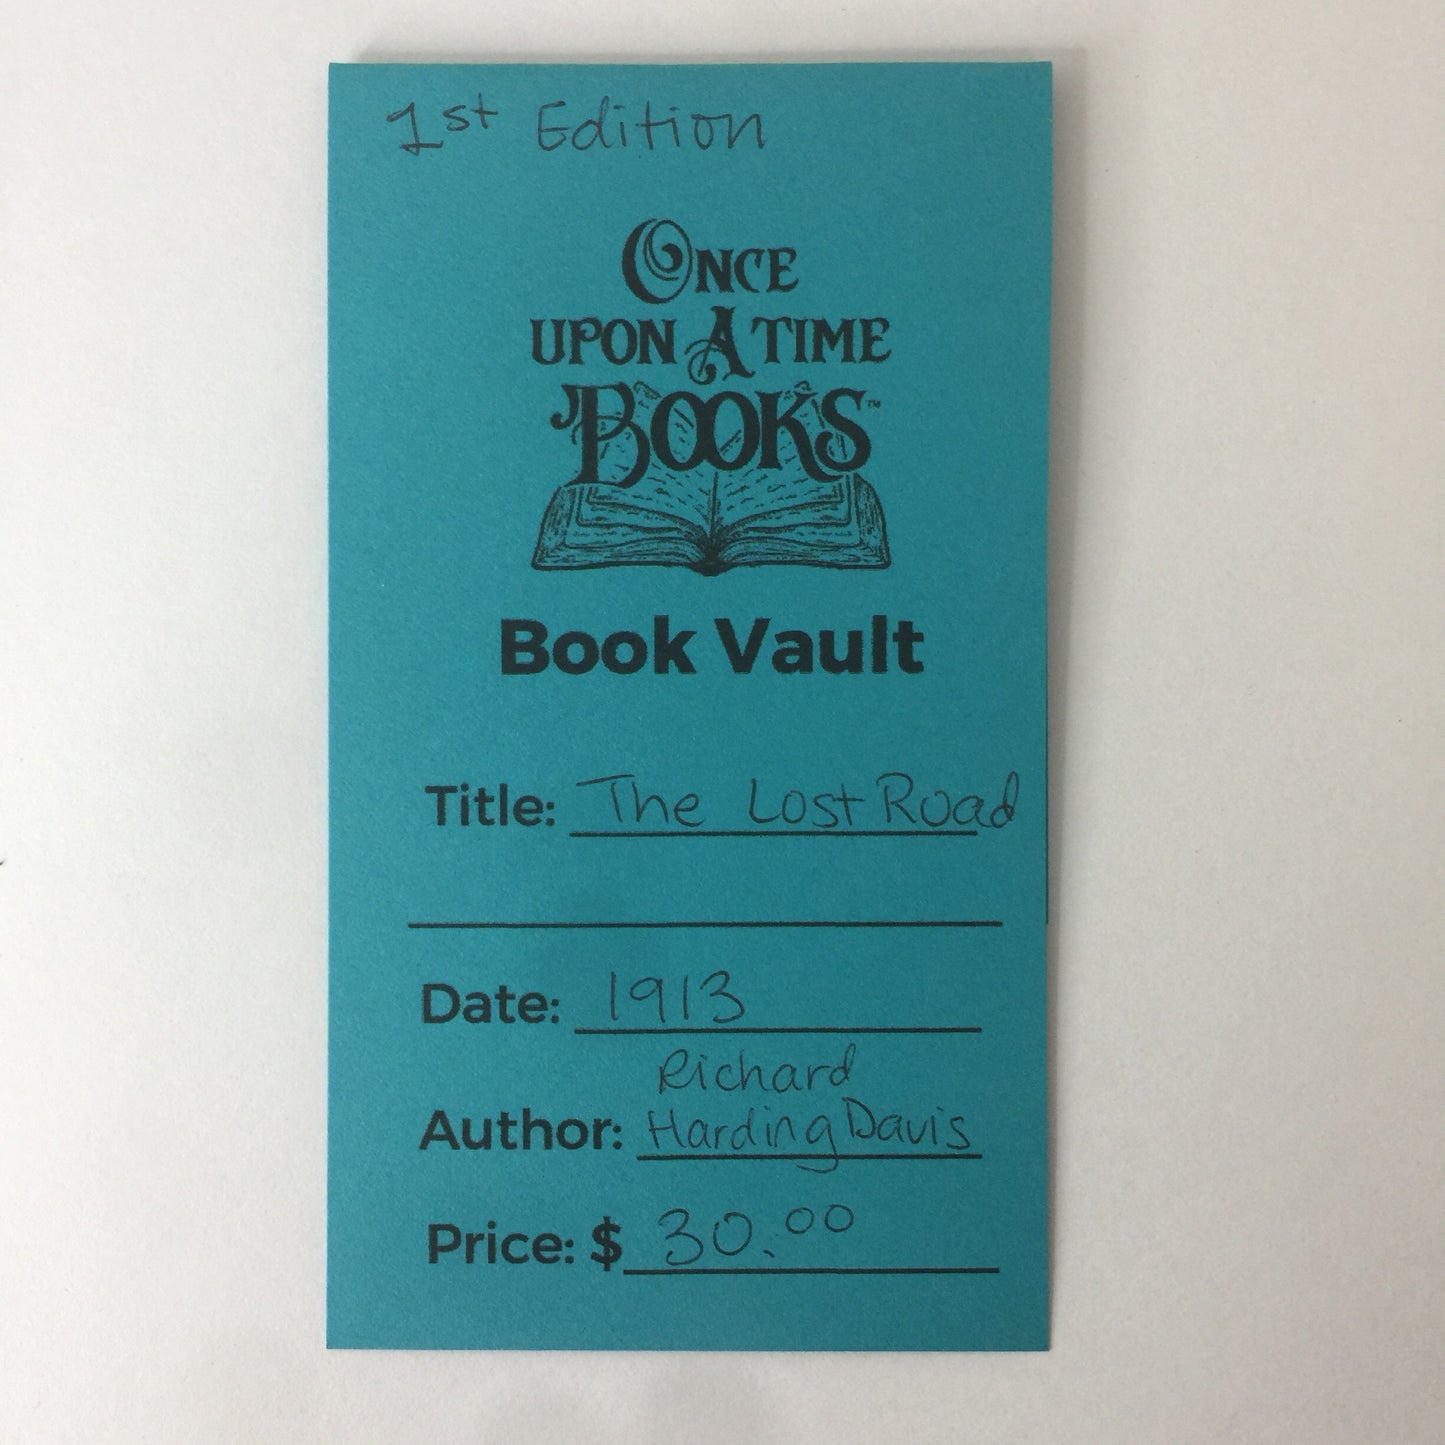 1st Edition
ONCE
UPON A TIME
BOOKS™
Book Vault
Title: The Lost Road
Date: 1913
Richard
Author: Harding Davis
Price: $ 30.00